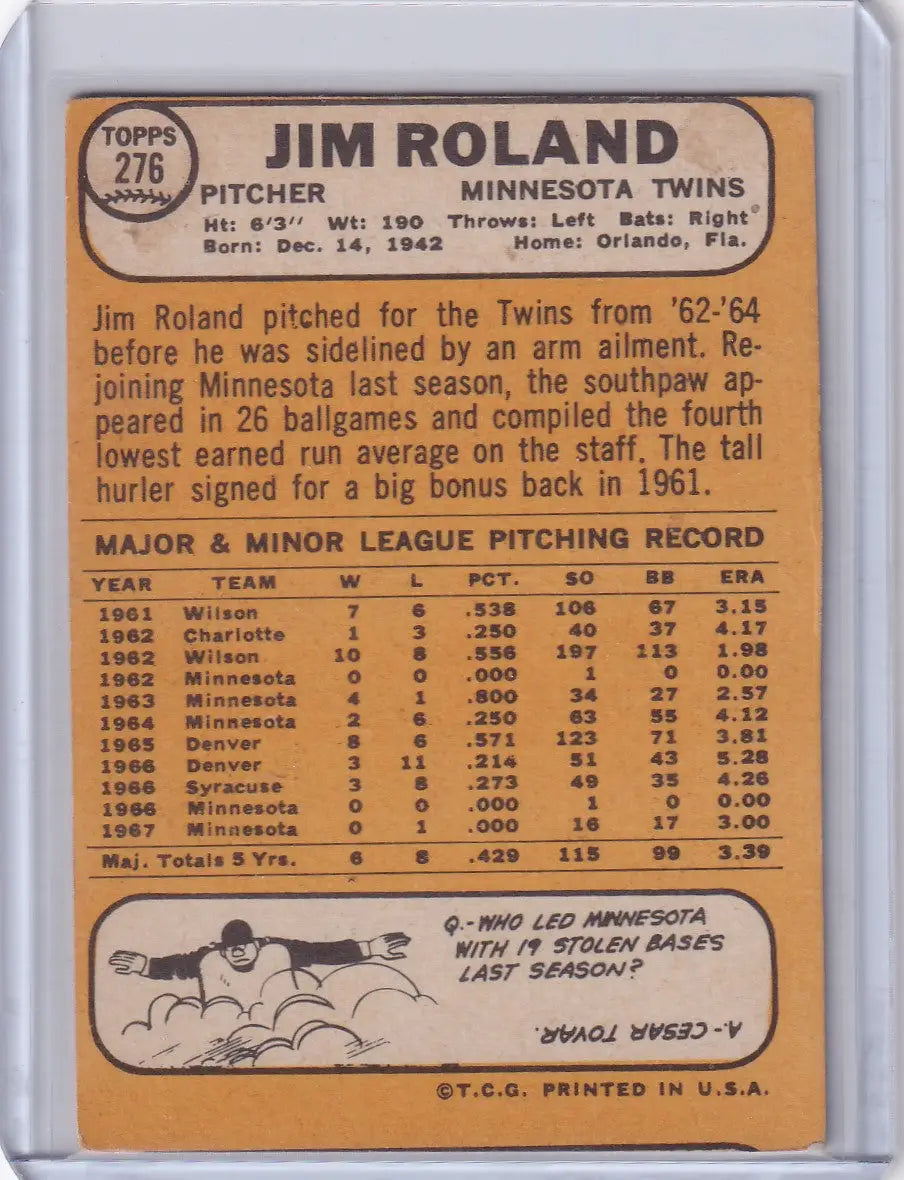 TOPPS
276
JIM ROLAND
PITCHER MINNESOTA TWINS
Ht: 6'3'' Wt: 190 Throws: Left Bats: Right
Born: Dec. 14, 1942 Home: Orlando, Fla.
Jim Roland pitched for the Twins from '62-'64
before he was sidelined by an arm ailment. Re-
joining Minnesota last season, the southpaw ap-
peared in 26 ballgames and compiled the fourth
lowest earned run average on the staff. The tall
hurler signed for a big bonus back in 1961.
MAJOR & MINOR LEAGUE PITCHING RECORD
YEAR TEAM W L PCT. SO BB ERA
1961 Wilson 7 6 .538 106 67 3.15
1962 Charlotte 1 3 .250 40 37 4.17
1962 Wilson 10 8 .556 197 113 1.98
1962 Minnesota 0 0 .000 1 0 0.00
1963 Minnesota 4 1 .800 34 27 2.57
1964 Minnesota 2 6 .250 63 55 4.12
1965 Denver 8 6 .571 123 71 3.81
1966 Denver 3 11 .214 51 43 5.28
1966 Syracuse 3 8 .273 49 35 4.26
1966 Minnesota 0 0 .000 1 0 0.00
1967 Minnesota 0 1 .000 16 17 3.00
Maj. Totals 5 Yrs. 6 8 .429 115 99 3.39
Q.-WHO LED MINNESOTA
WITH 19 STOLEN BASES
LAST SEASON?
A.-CESAR TOVAR.
©T.C.G. PRINTED IN U.S.A.